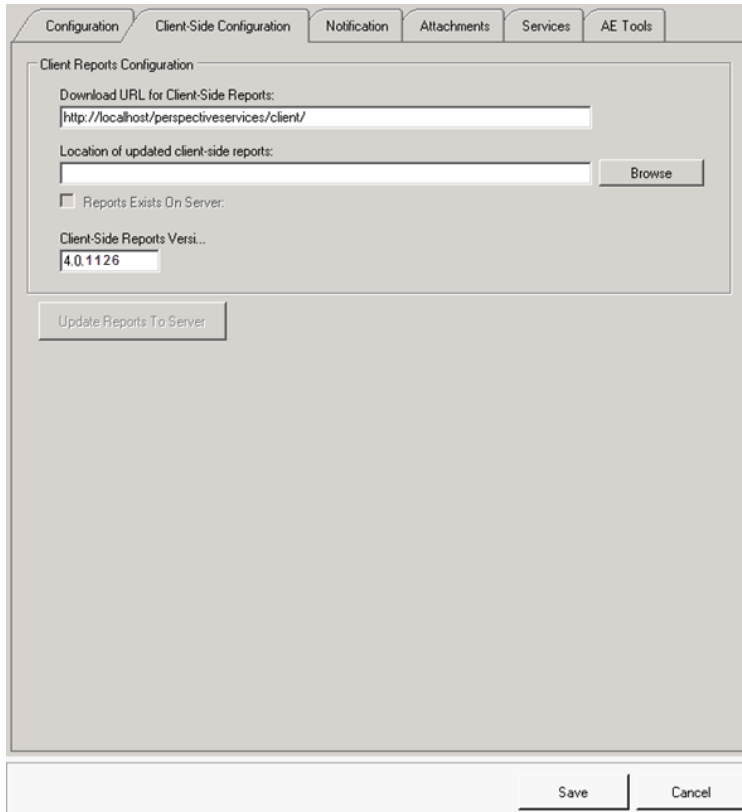 Configuration Client-Side Configuration Notification Attachments Services AE Tools
Client Reports Configuration
Download URL for Client-Side Reports:
http://localhost/perspectiveservices/client/
Location of updated client-side reports:
Browse
Reports Exists On Server:
Client-Side Reports Versi...
4.0.1126
Update Reports To Server
Save Cancel